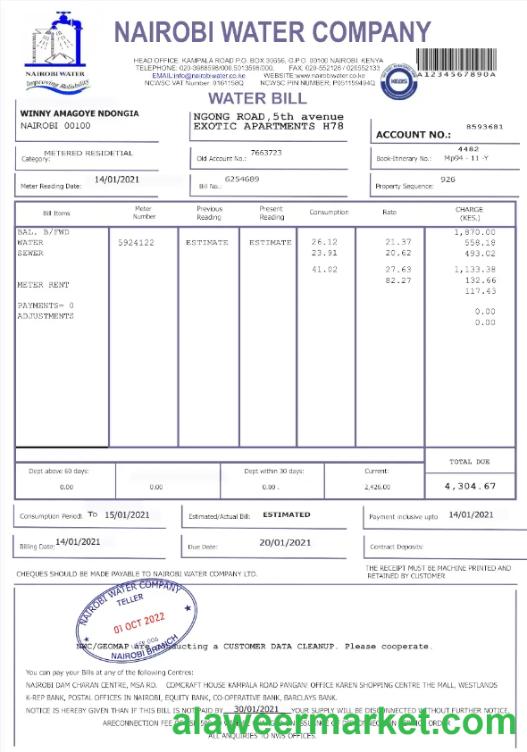 NAIROBI WATER COMPANY
NAIROBI WATER
Improving Reliability
HEAD OFFICE: KAMPALA ROAD P.O. BOX 30656, G.P.O. 00100 NAIROBI, KENYA
TELEPHONE: 020-3988598/000.5013598/000. FAX: 020-552126 / 020552133
EMAIL:info@nairobiwater.co.ke WEBSITE:www.nairobiwater.co.ke
NCWSC VAT Number: 0161158Q NCWSC PIN NUMBER: P051159494Q
A1234567890A
WATER BILL
WINNY AMAGOYE NDONGIA
NAIROBI 00100
NGONG ROAD,5th avenue
EXOTIC APARTMENTS H78
ACCOUNT NO.: 8593681
METERED RESIDETIAL
Category:
Old Account No.: 7663723
4482
Book-Itinerary No.: Mp94 - 11 -Y
Meter Reading Date: 14/01/2021
Bill No.: 6254689
Property Sequence: 926
Bill Items Meter Number Previous Reading Present Reading Consumption Rate CHARGE (KES.)
BAL. B/FWD 1,870.00
WATER 5924122 ESTIMATE ESTIMATE 26.12 21.37 558.18
SEWER 23.91 20.62 493.02
41.02 27.63 1,133.38
METER RENT 82.27 132.66
117.43
PAYMENTS= 0 0.00
ADJUSTMENTS 0.00
TOTAL DUE
Dept above 60 days: Dept within 30 days: Current:
0.00 0.00 0.00 . 2,426.00 4,304.67
Consumption Period: To 15/01/2021
Estimated/Actual Bill: ESTIMATED
Payment inclusive upto 14/01/2021
Billing Date: 14/01/2021
Due Date: 20/01/2021
Contract Deposits:
CHEQUES SHOULD BE MADE PAYABLE TO NAIROBI WATER COMPANY LTD.
THE RECEIPT MUST BE MACHINE PRINTED AND
RETAINED BY CUSTOMER
NAIROBI WATER COMPANY
TELLER
01 OCT 2022
NAIROBI BRANCH
a CUSTOMER DATA CLEANUP. Please cooperate.
You can pay your Bills at any of the following Centres:
NAIROBI DAM CHARAN CENTRE, MSA RD. COMCRAFT HOUSE KAMPALA ROAD PANGANI OFFICE KAREN SHOPPING CENTRE THE MALL, WESTLANDS
K-REP BANK, POSTAL OFFICES IN NATROBI, EQUITY BANK, CO-OPERATIVE BANK, BARCLAYS BANK.
NOTICE IS HEREBY GIVEN THAN IF THIS BILL IS NOT PAID BY 30/01/2021 YOUR SUPPLY WILL BE DISCONNECTED WITHOUT FURTHER NOTICE,
ARECONNECTION FEE
ALL ANQUIRIES TO NWS OFFICES.
alaweermarket.com